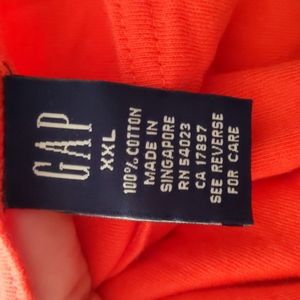 GAP
XXL
100% COTTON
MADE IN
SINGAPORE
RN 54023
CA 17897
SEE REVERSE
FOR CARE